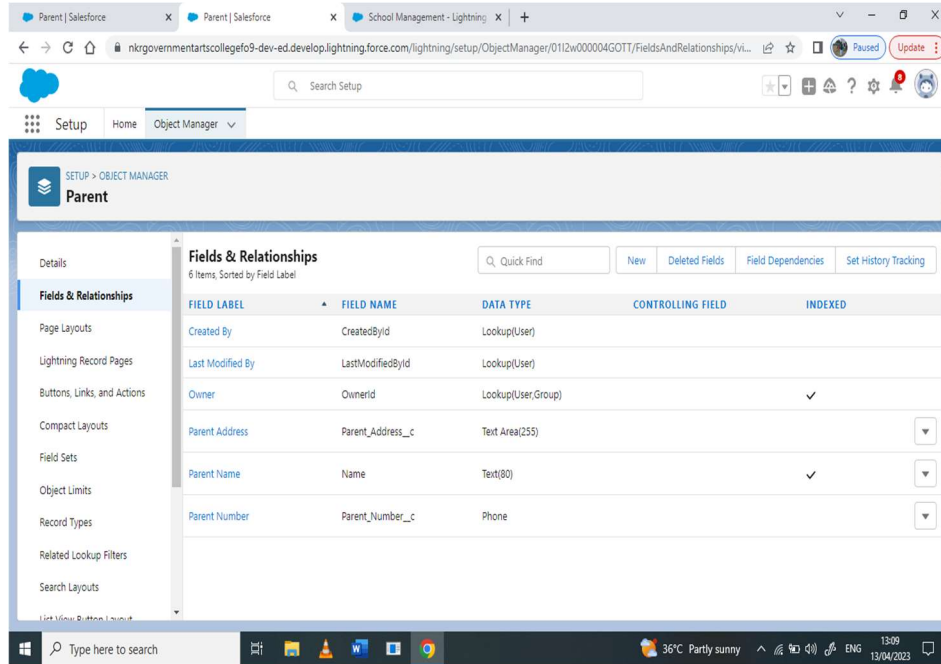 Parent | Salesforce
Parent | Salesforce
School Management - Lightning
nkrgovernmentartscollegefo9-dev-ed.develop.lightning.force.com/lightning/setup/ObjectManager/01I2w000004GOTT/FieldsAndRelationships/vi...
Paused
Update
Search Setup
8
Setup
Home
Object Manager
SETUP > OBJECT MANAGER
Parent
Details
Fields & Relationships
Page Layouts
Lightning Record Pages
Buttons, Links, and Actions
Compact Layouts
Field Sets
Object Limits
Record Types
Related Lookup Filters
Search Layouts
List View Button Layout
Fields & Relationships
6 Items, Sorted by Field Label
Quick Find
New
Deleted Fields
Field Dependencies
Set History Tracking
FIELD LABEL FIELD NAME DATA TYPE CONTROLLING FIELD INDEXED
Created By CreatedById Lookup(User)
Last Modified By LastModifiedById Lookup(User)
Owner OwnerId Lookup(User,Group)
Parent Address Parent_Address__c Text Area(255)
Parent Name Name Text(80)
Parent Number Parent_Number__c Phone
Type here to search
36°C Partly sunny
ENG
13:09
13/04/2023